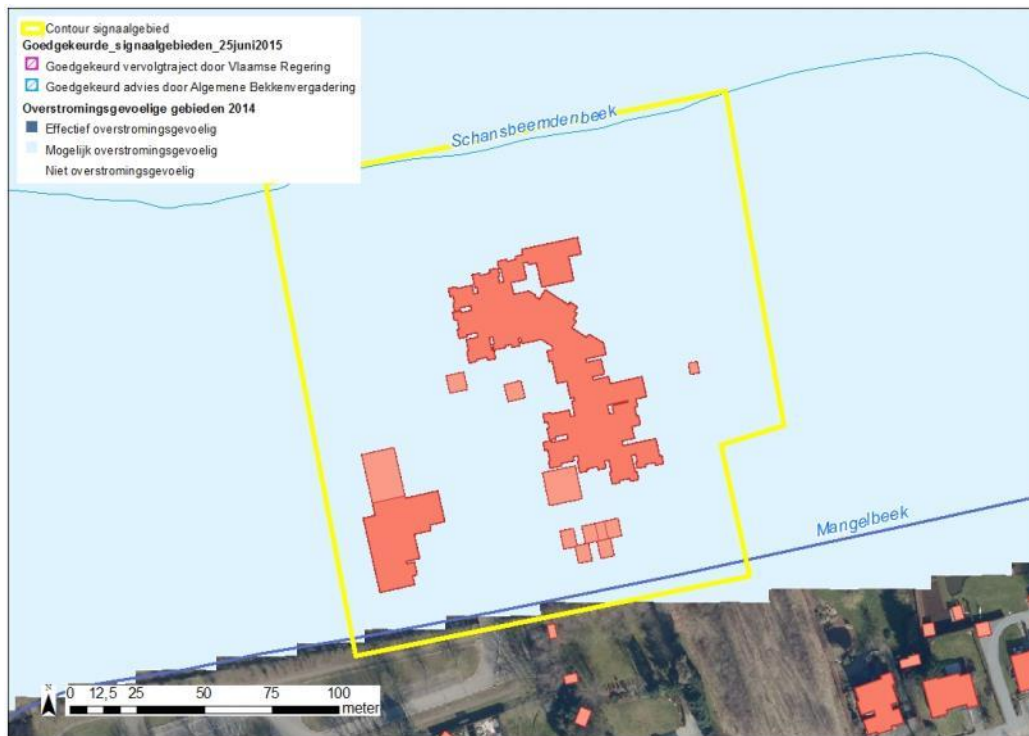 Contour signaalgebied
Goedgekeurde_signaalgebieden_25juni2015
Goedgekeurd vervolgtraject door Vlaamse Regering
Goedgekeurd advies door Algemene Bekkenvergadering
Overstromingsgevoelige gebieden 2014
Effectief overstromingsgevoelig
Mogelijk overstromingsgevoelig
Niet overstromingsgevoelig
Schansbeemdenbeek
Mangelbeek
N
0 12,5 25 50 75 100
meter